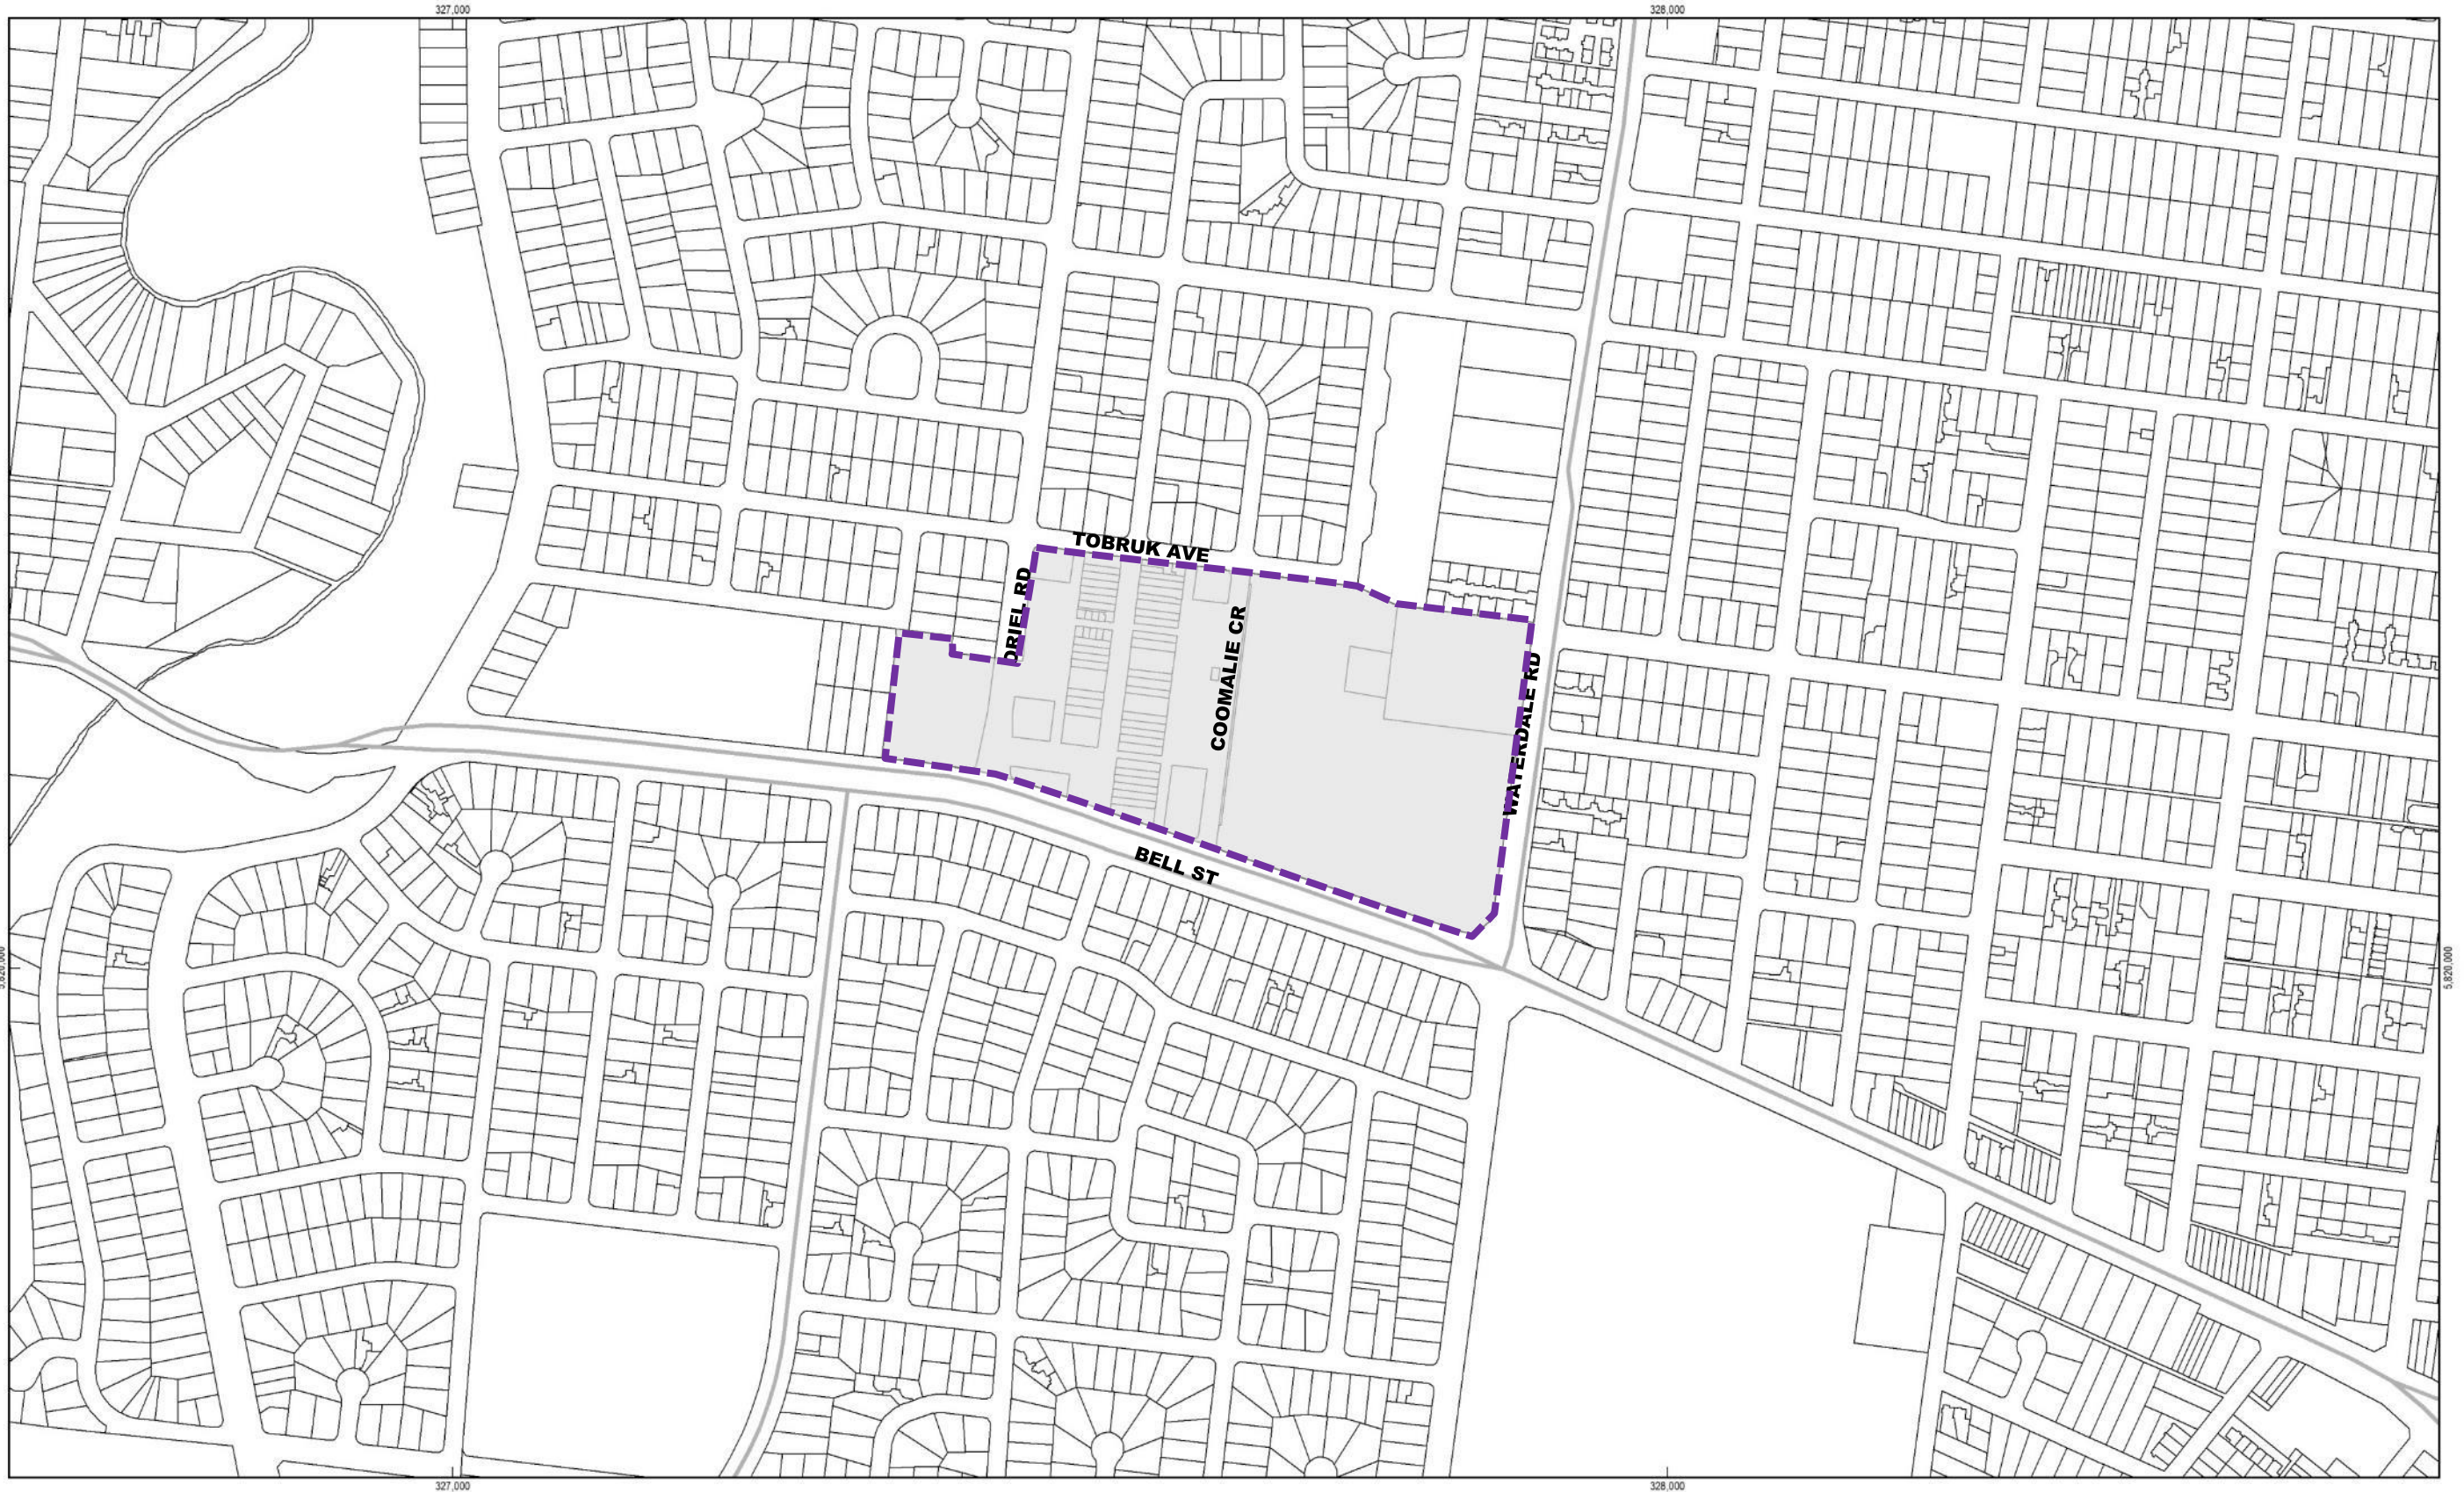 327,000
328,000
TOBRUK AVE
ORIEL RD
COOMALIE CR
WATERDALE RD
BELL ST
5,820,000
5,820,000
327,000
328,000